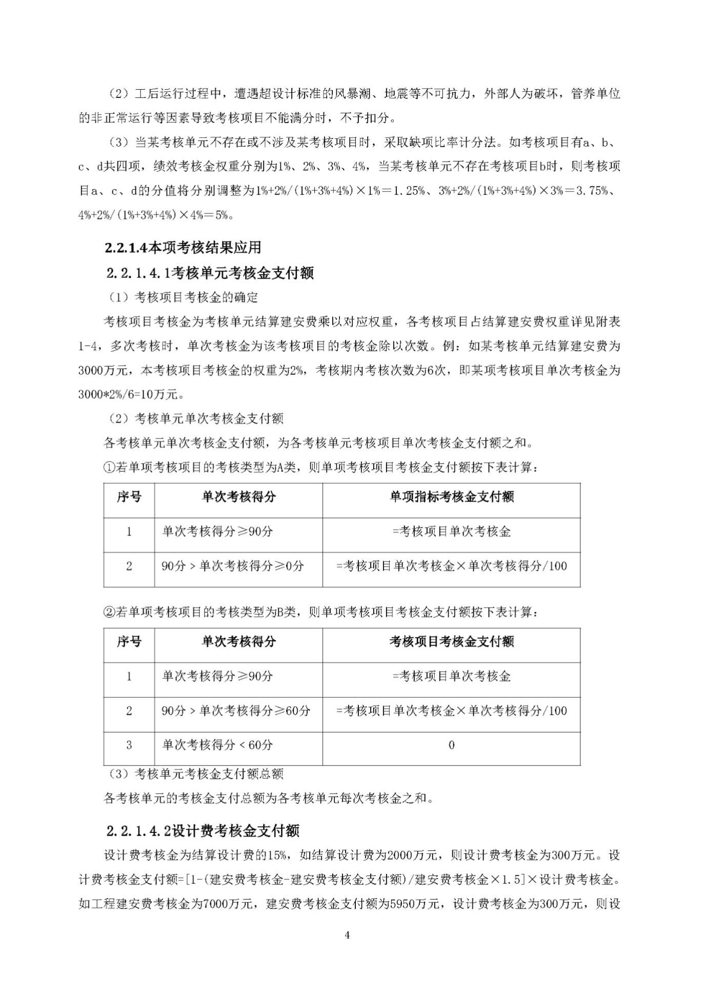 （2）工后运行过程中，遭遇超设计标准的风暴潮、地震等不可抗力，外部人为破坏，管养单位
的非正常运行等因素导致考核项目不能满分时，不予扣分。
（3）当某考核单元不存在或不涉及某考核项目时，采取缺项比率计分法。如考核项目有a、b、
c、d共四项，绩效考核金权重分别为1%、2%、3%、4%，当某考核单元不存在考核项目b时，则考核项
目a、c、d的分值将分别调整为1%+2%/(1%+3%+4%)×1%＝1.25%、3%+2%/(1%+3%+4%)×3%＝3.75%、
4%+2%/(1%+3%+4%)×4%＝5%。
2.2.1.4本项考核结果应用
2.2.1.4.1考核单元考核金支付额
（1）考核项目考核金的确定
考核项目考核金为考核单元结算建安费乘以对应权重，各考核项目占结算建安费权重详见附表
1-4，多次考核时，单次考核金为该考核项目的考核金除以次数。例：如某考核单元结算建安费为
3000万元，本考核项目考核金的权重为2%，考核期内考核次数为6次，即某项考核项目单次考核金为
3000*2%/6=10万元。
（2）考核单元单次考核金支付额
各考核单元单次考核金支付额，为各考核单元考核项目单次考核金支付额之和。
①若单项考核项目的考核类型为A类，则单项考核项目考核金支付额按下表计算：
序号 单次考核得分 单项指标考核金支付额
1 单次考核得分≥90分 =考核项目单次考核金
2 90分＞单次考核得分≥0分 =考核项目单次考核金×单次考核得分/100
②若单项考核项目的考核类型为B类，则单项考核项目考核金支付额按下表计算：
序号 单次考核得分 考核项目考核金支付额
1 单次考核得分≥90分 =考核项目单次考核金
2 90分＞单次考核得分≥60分 =考核项目单次考核金×单次考核得分/100
3 单次考核得分＜60分 0
（3）考核单元考核金支付额总额
各考核单元的考核金支付总额为各考核单元每次考核金之和。
2.2.1.4.2设计费考核金支付额
设计费考核金为结算设计费的15%，如结算设计费为2000万元，则设计费考核金为300万元。设
计费考核金支付额=[1-(建安费考核金-建安费考核金支付额)/建安费考核金×1.5]×设计费考核金。
如工程建安费考核金为7000万元，建安费考核金支付额为5950万元，设计费考核金为300万元，则设
4